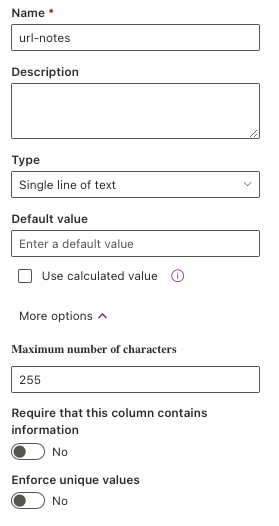 Name *
url-notes
Description
Type
Single line of text
Default value
Enter a default value
Use calculated value
More options
Maximum number of characters
255
Require that this column contains
information
No
Enforce unique values
No